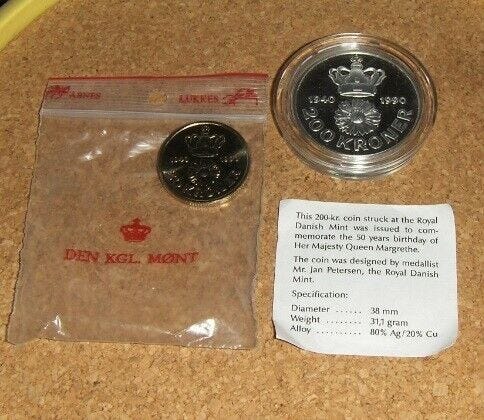 ÅBNES
LUKKES
DEN KGL. MØNT
1940 1990
200 KRONER
This 200-kr. coin struck at the Royal
Danish Mint was issued to com-
memorate the 50 years birthday of
Her Majesty Queen Margrethe.
The coin was designed by medallist
Mr. Jan Petersen, the Royal Danish
Mint.
Specification:
Diameter ...... 38 mm
Weight ........ 31,1 gram
Alloy .......... 80% Ag/20% Cu